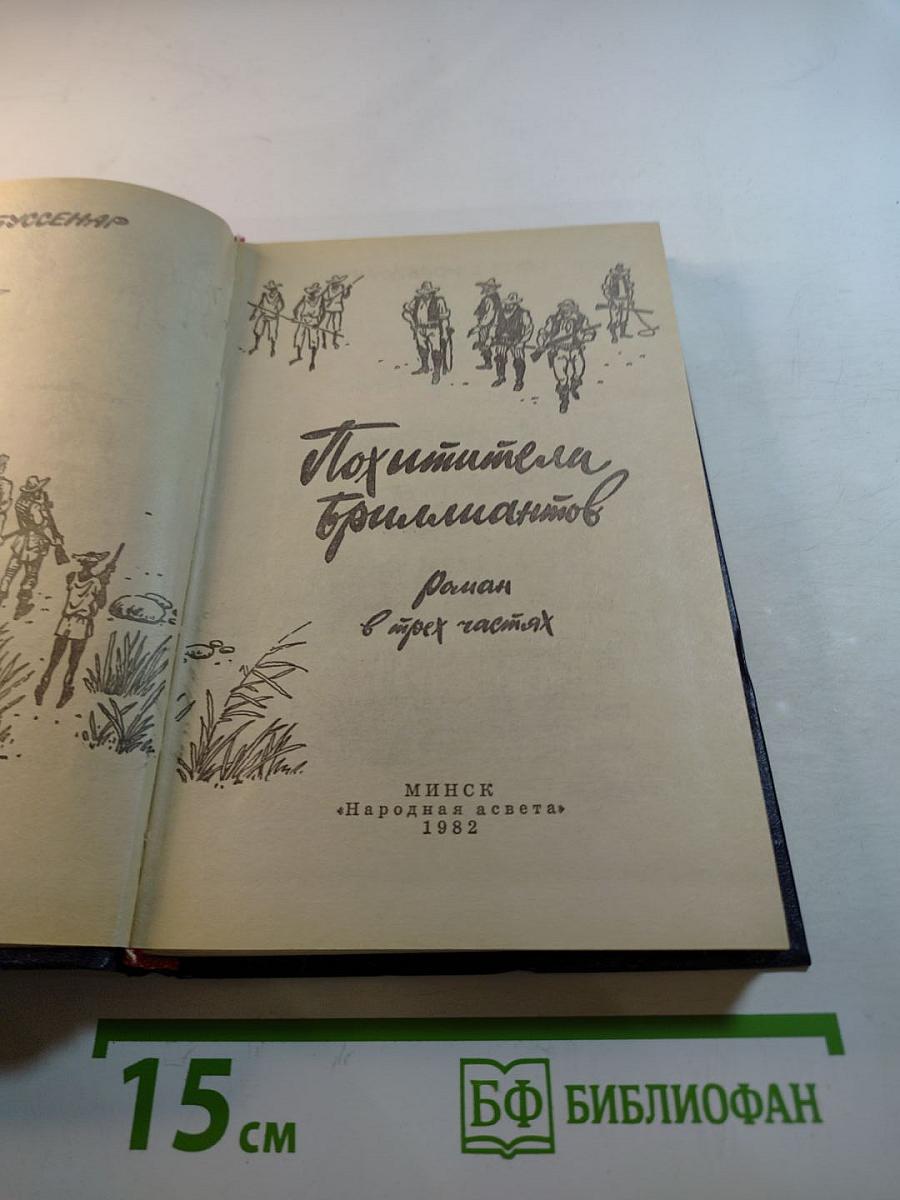 БУССЕНАР
Похитители
Бриллиантов
Роман
в трех частях
МИНСК
«Народная асвета»
1982
15 см
БФ БИБЛИОФАН